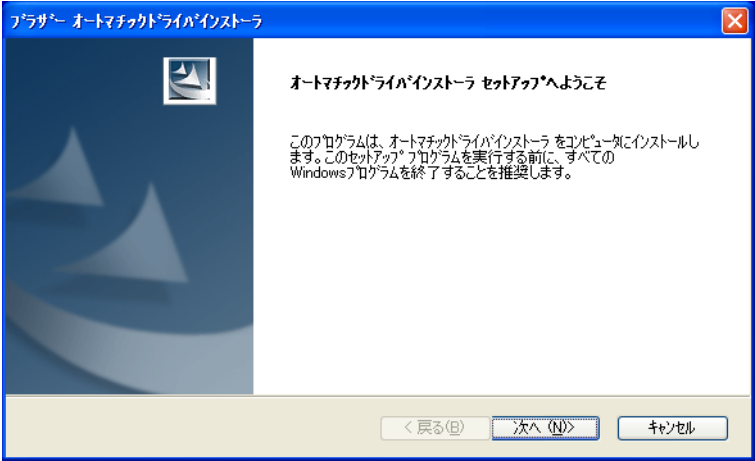 ﾌﾞﾗｻﾞｰ ｵｰﾄﾏﾁｯｸﾄﾞﾗｲﾊﾞｲﾝｽﾄｰﾗ
ｵｰﾄﾏﾁｯｸﾄﾞﾗｲﾊﾞｲﾝｽﾄｰﾗ ｾｯﾄｱｯﾌﾟへようこそ
このﾌﾟﾛｸﾞﾗﾑは、ｵｰﾄﾏﾁｯｸﾄﾞﾗｲﾊﾞｲﾝｽﾄｰﾗ をｺﾝﾋﾟｭｰﾀにｲﾝｽﾄｰﾙし
ます。このｾｯﾄｱｯﾌﾟ ﾌﾟﾛｸﾞﾗﾑを実行する前に、すべての
Windowsﾌﾟﾛｸﾞﾗﾑを終了することを推奨します。
< 戻る(B)
次へ (N)>
ｷｬﾝｾﾙ